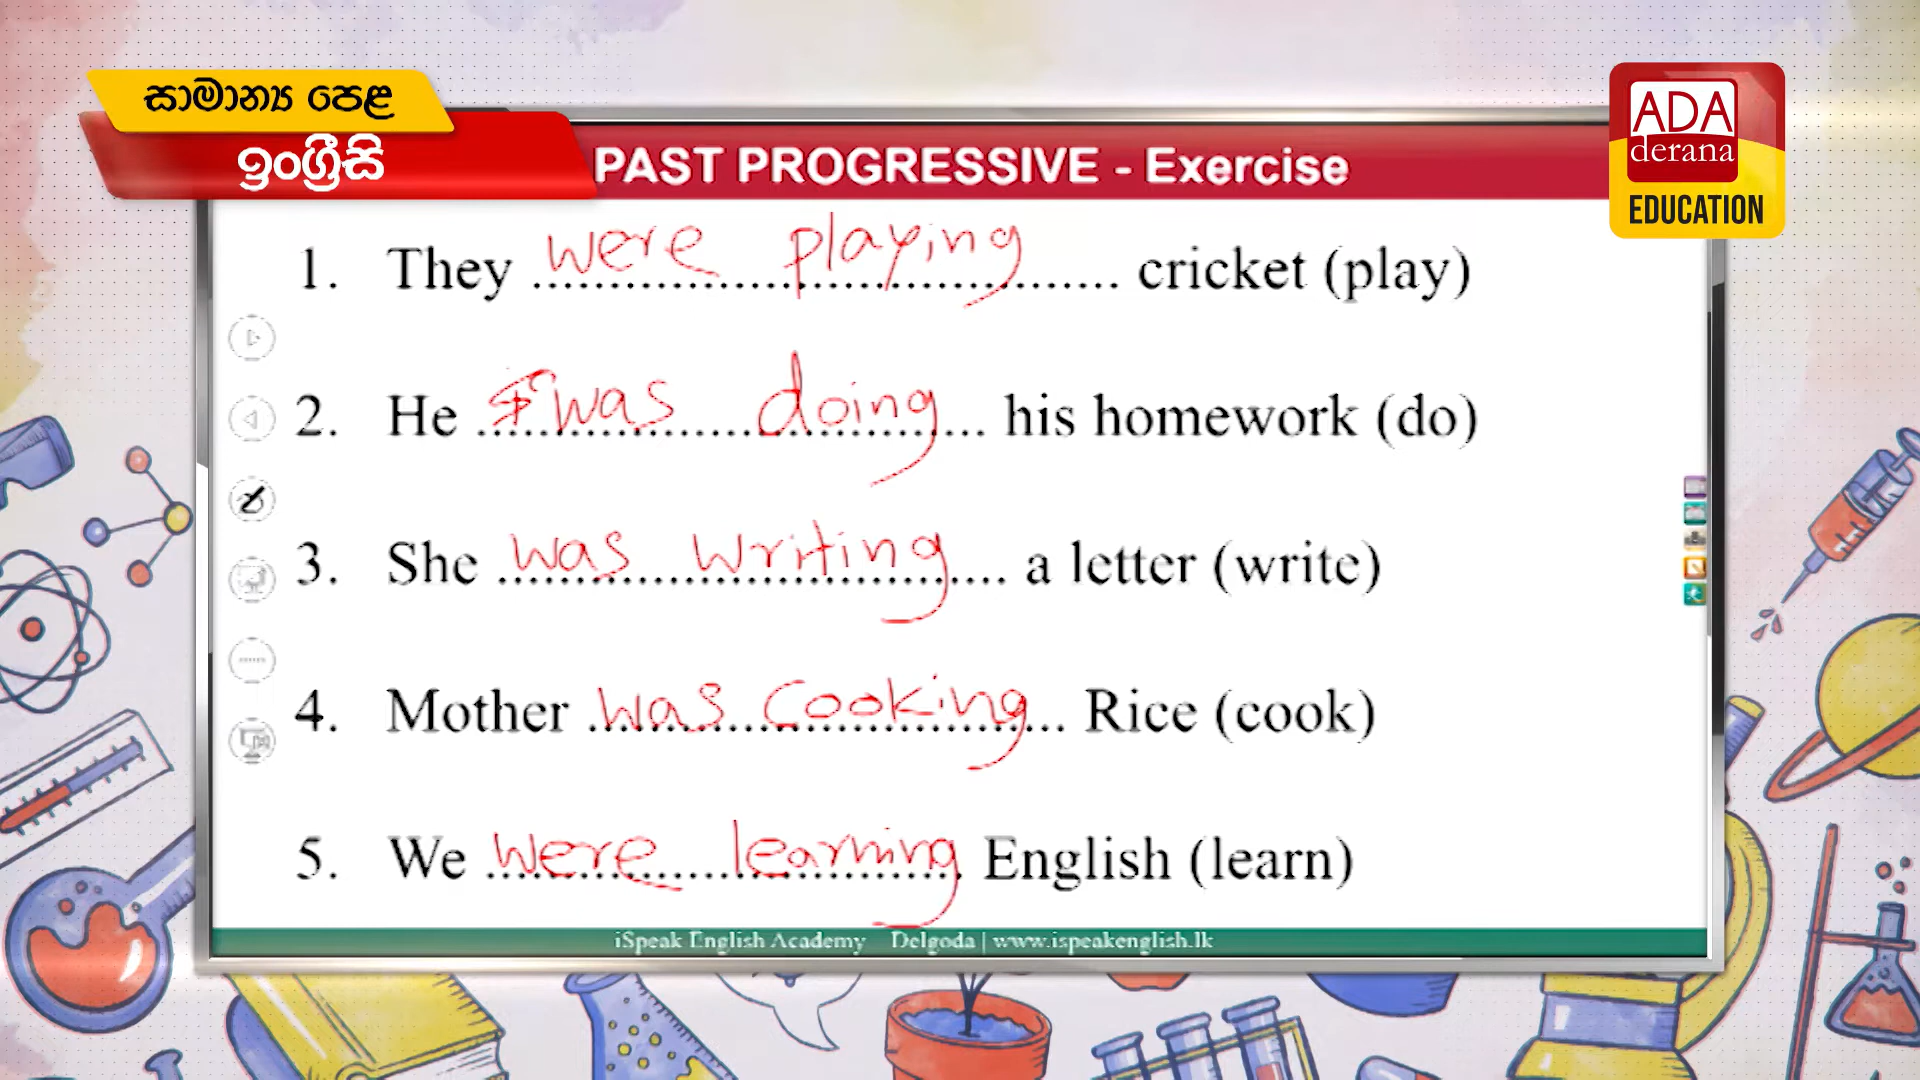 සාමාන්‍ය පෙළ
ඉංග්‍රීසි
ADA
derana
EDUCATION
PAST PROGRESSIVE - Exercise
1. They were playing cricket (play)
2. He was doing his homework (do)
3. She was writing a letter (write)
4. Mother was cooking Rice (cook)
5. We were learning English (learn)
iSpeak English Academy Delgoda | www.ispeakenglish.lk